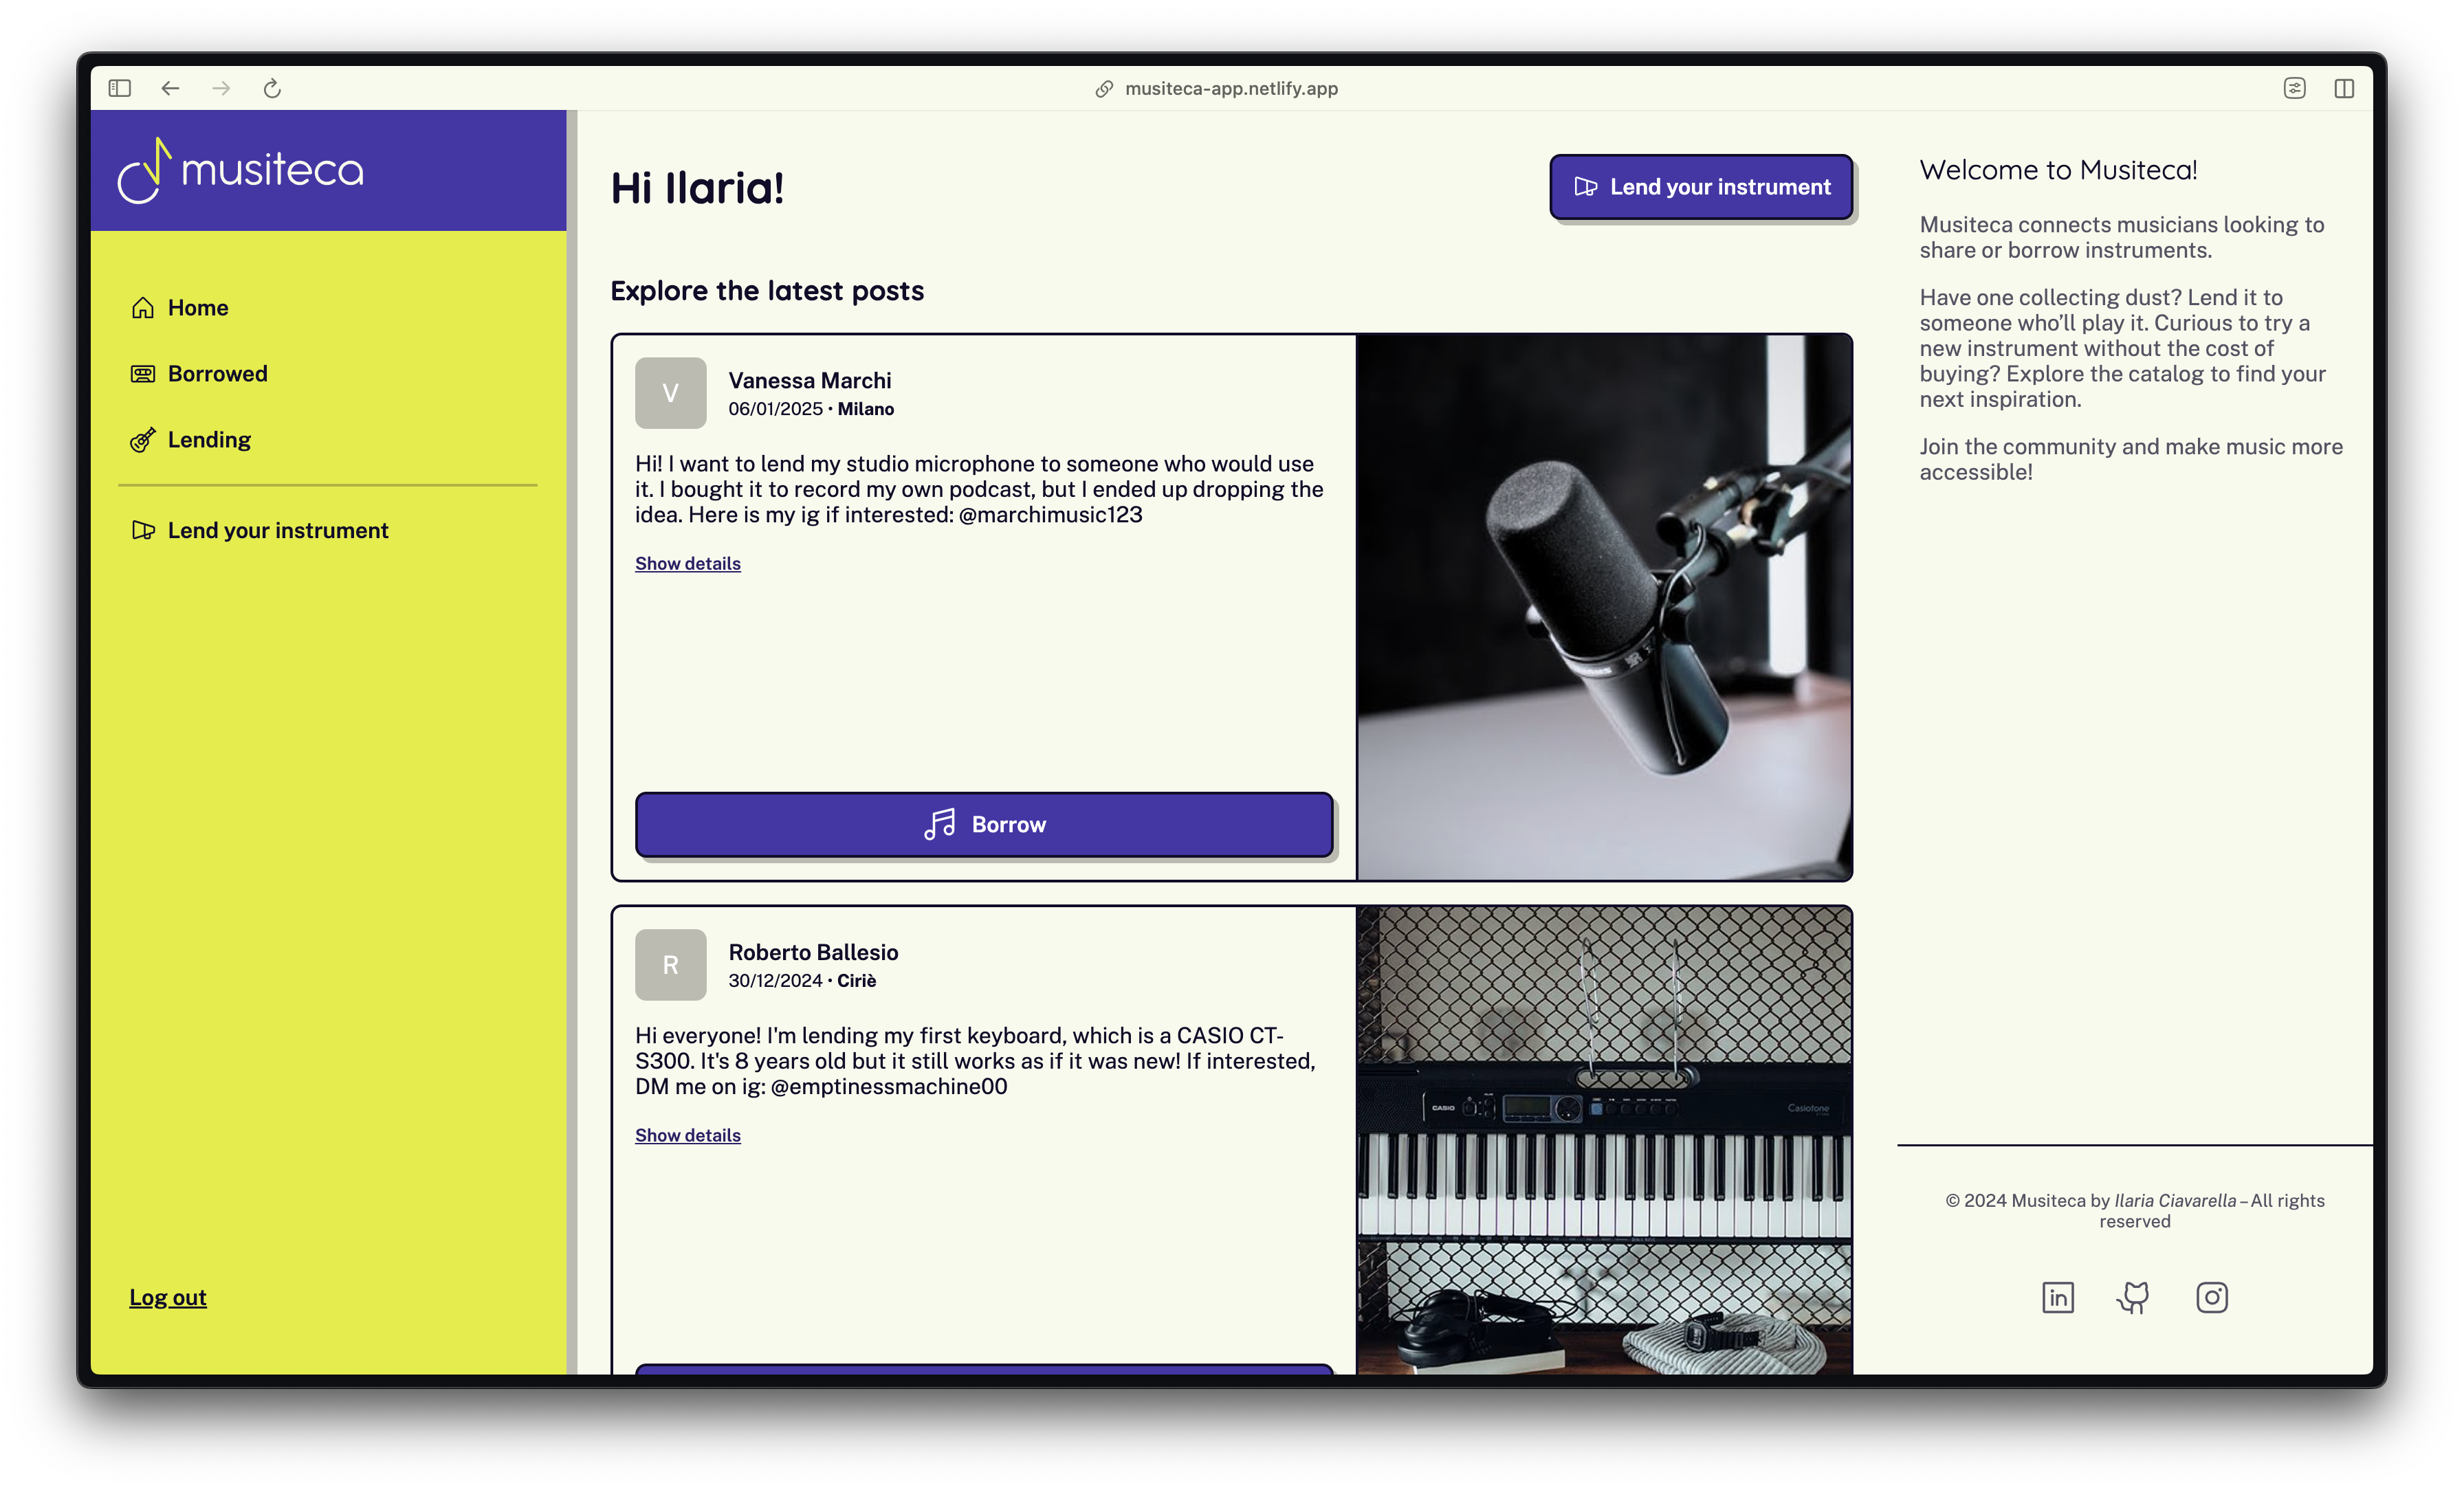 musiteca-app.netlify.app
musiteca
Home
Borrowed
Lending
Lend your instrument
Log out
Hi Ilaria!
Lend your instrument
Explore the latest posts
V
Vanessa Marchi
06/01/2025 • Milano
Hi! I want to lend my studio microphone to someone who would use
it. I bought it to record my own podcast, but I ended up dropping the
idea. Here is my ig if interested: @marchimusic123
Show details
Borrow
R
Roberto Ballesio
30/12/2024 • Ciriè
Hi everyone! I'm lending my first keyboard, which is a CASIO CT-
S300. It's 8 years old but it still works as if it was new! If interested,
DM me on ig: @emptinessmachine00
Show details
CASIO
Casiotone
Welcome to Musiteca!
Musiteca connects musicians looking to
share or borrow instruments.
Have one collecting dust? Lend it to
someone who’ll play it. Curious to try a
new instrument without the cost of
buying? Explore the catalog to find your
next inspiration.
Join the community and make music more
accessible!
© 2024 Musiteca by Ilaria Ciavarella – All rights
reserved
in